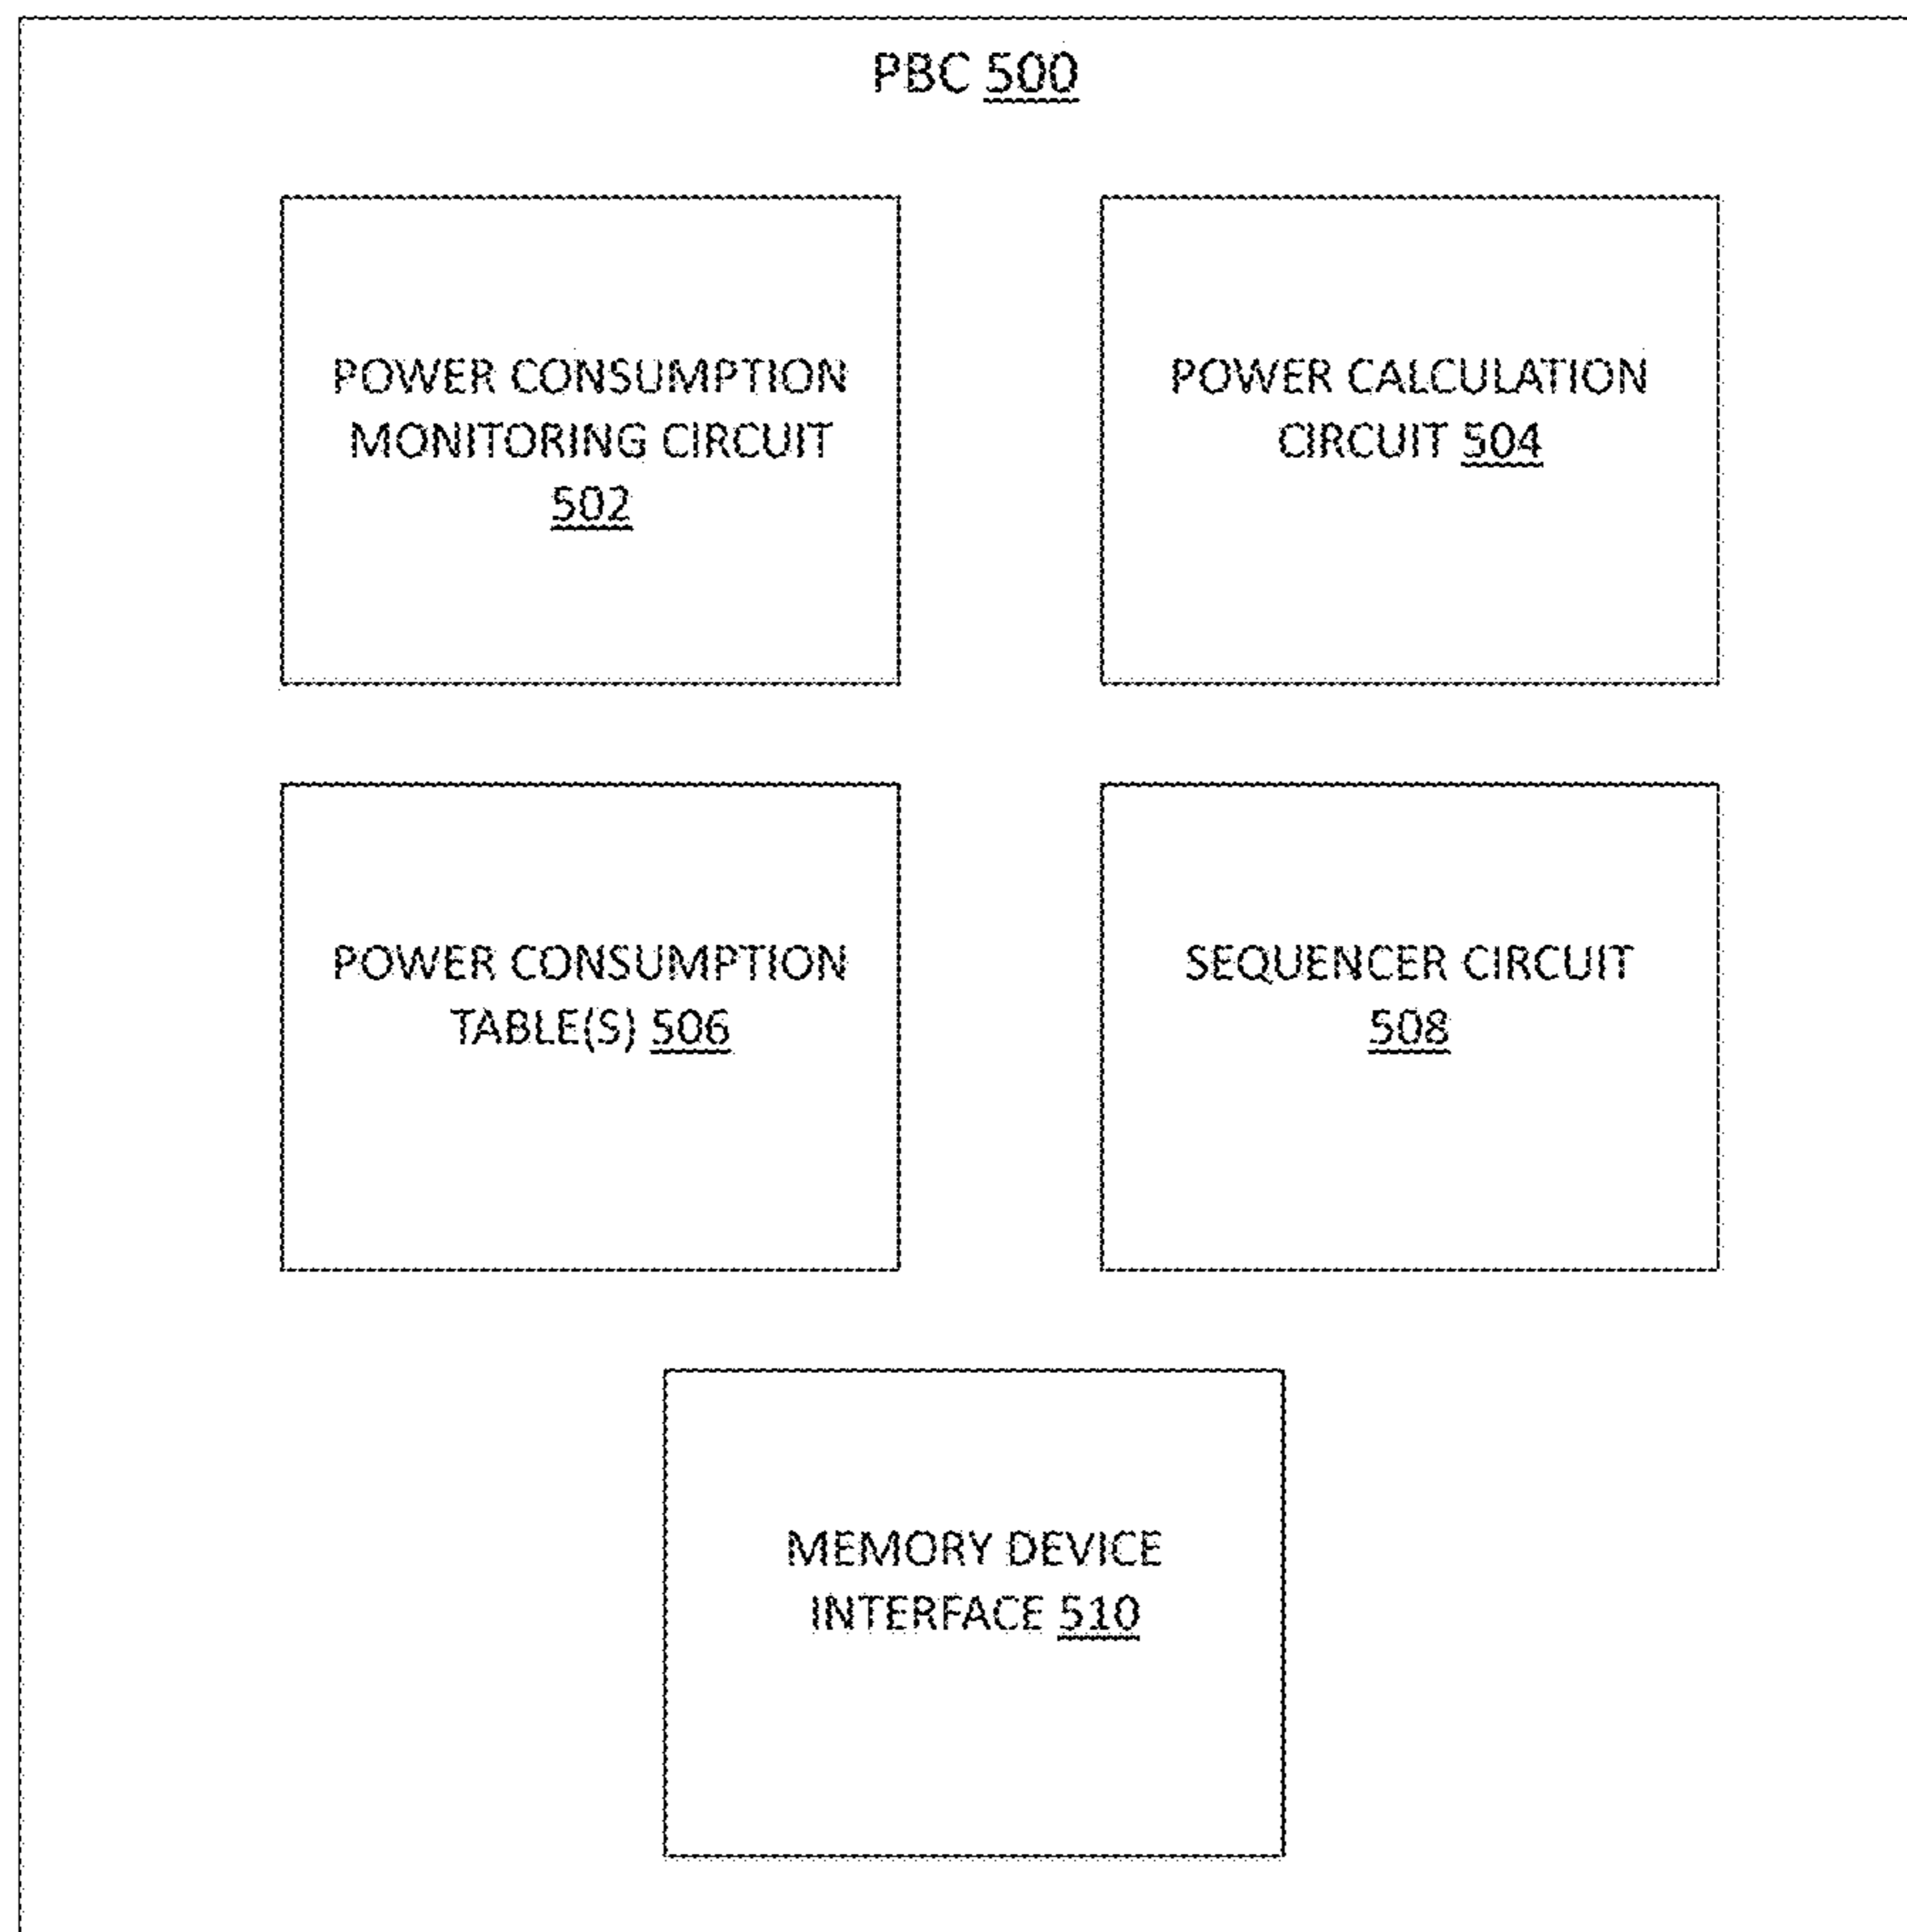 PBC 500
POWER CONSUMPTION
MONITORING CIRCUIT
502
POWER CALCULATION
CIRCUIT 504
POWER CONSUMPTION
TABLE(S) 506
SEQUENCER CIRCUIT
508
MEMORY DEVICE
INTERFACE 510